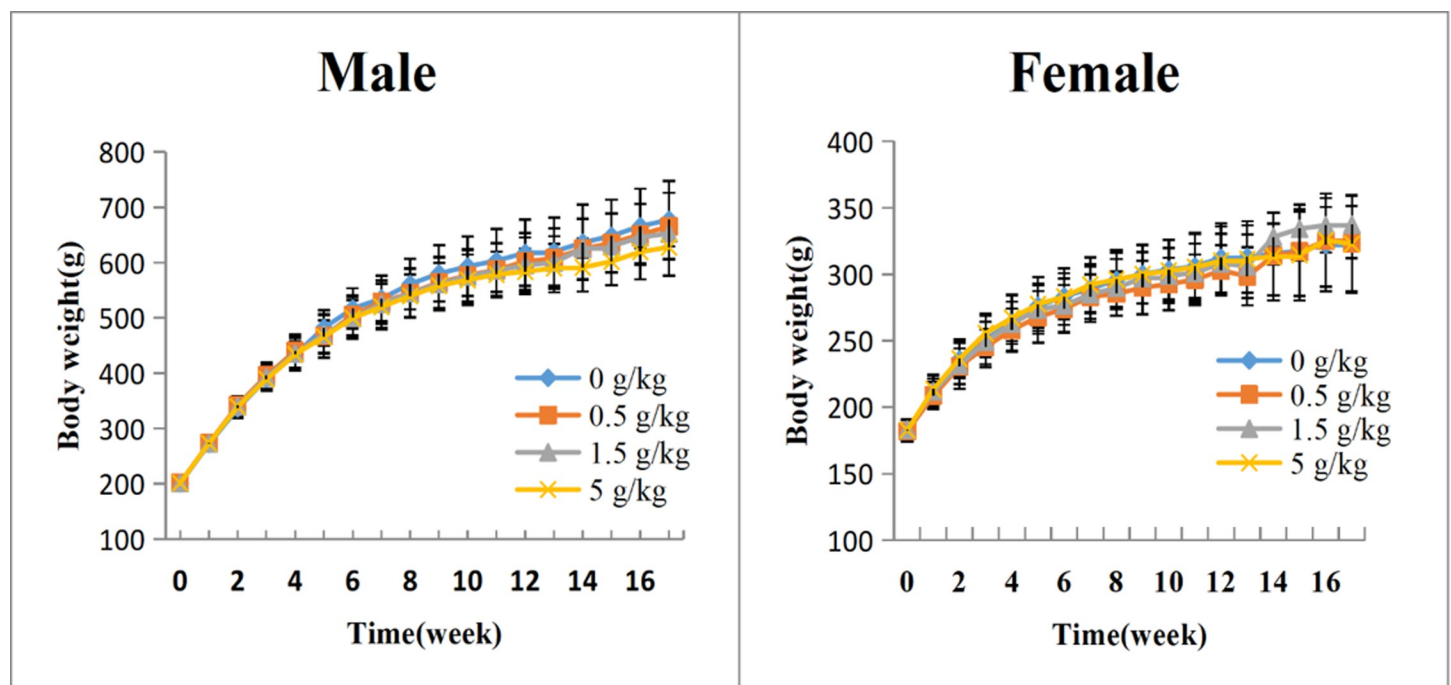 Male
Body weight(g)
800
700
600
500
400
300
200
100
0 2 4 6 8 10 12 14 16
Time(week)
0 g/kg
0.5 g/kg
1.5 g/kg
5 g/kg
Female
Body weight(g)
400
350
300
250
200
150
100
0 2 4 6 8 10 12 14 16
Time(week)
0 g/kg
0.5 g/kg
1.5 g/kg
5 g/kg